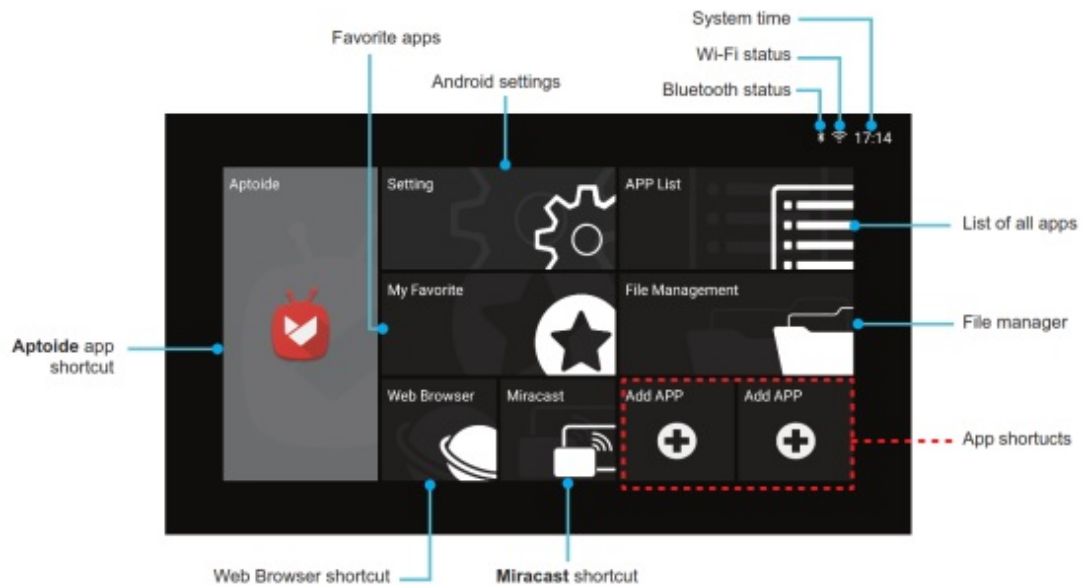 System time
Favorite apps
Wi-Fi status
Android settings
Bluetooth status
17:14
Aptoide
Setting
APP List
List of all apps
My Favorite
File Management
File manager
Aptoide app
shortcut
Web Browser
Miracast
Add APP
Add APP
App shortucts
Web Browser shortcut
Miracast shortcut